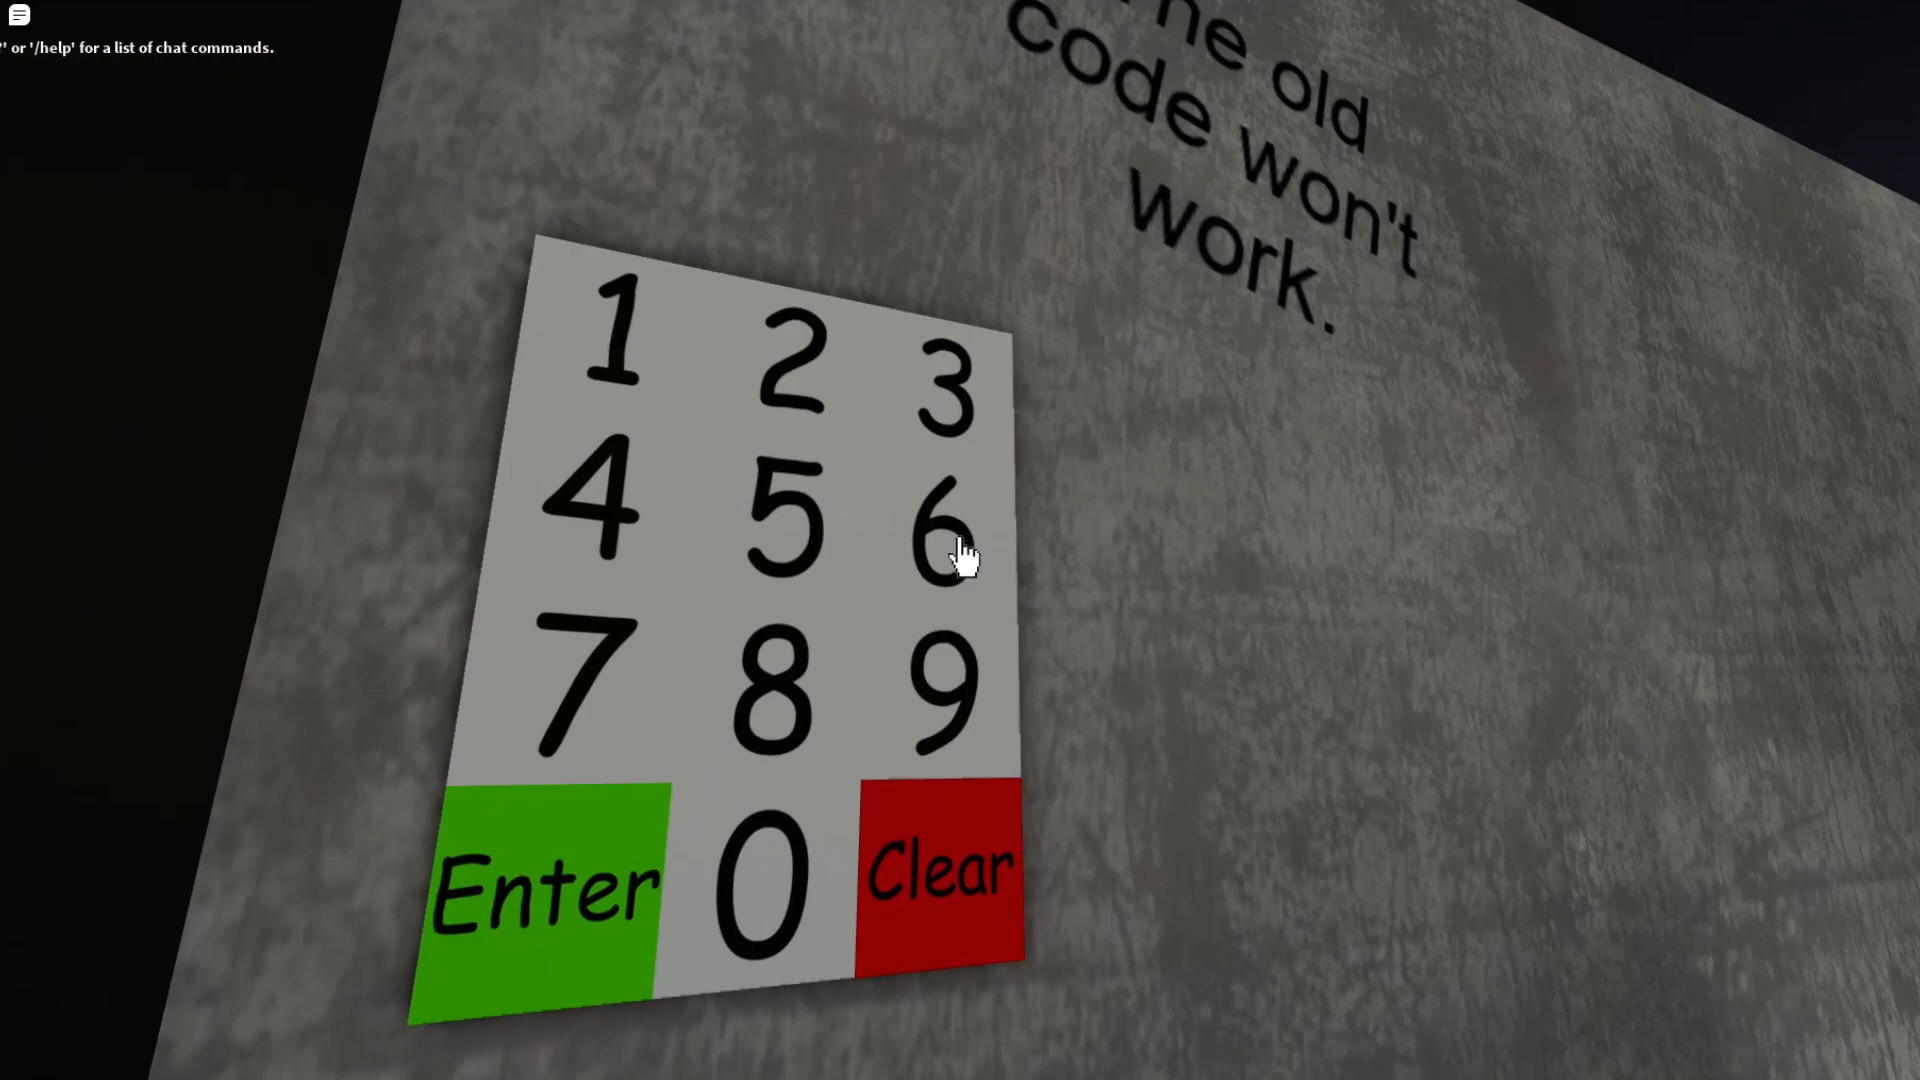 ' or '/help' for a list of chat commands.
The old
code won't
work.
1 2 3
4 5 6
7 8 9
Enter 0 Clear